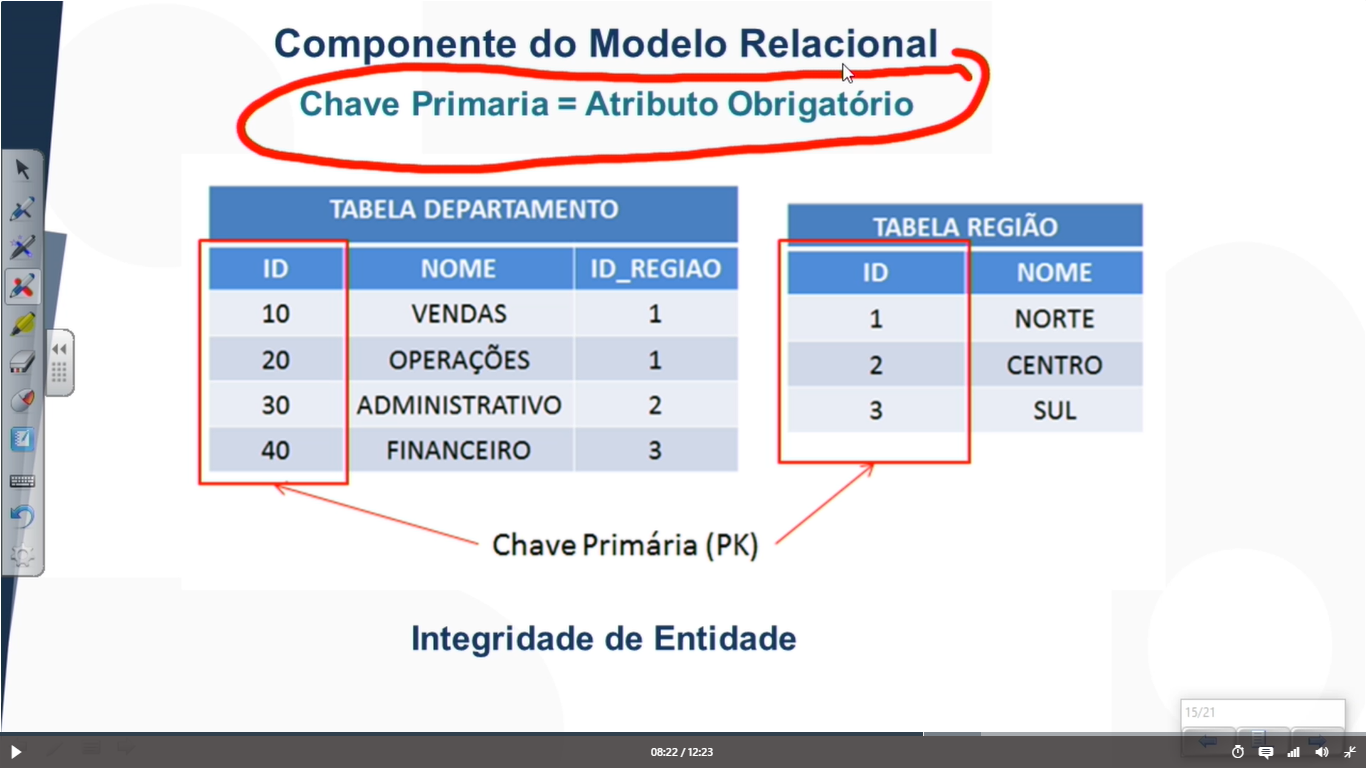 Componente do Modelo Relacional
Chave Primaria = Atributo Obrigatório
TABELA DEPARTAMENTO
ID NOME ID_REGIAO
10 VENDAS 1
20 OPERAÇÕES 1
30 ADMINISTRATIVO 2
40 FINANCEIRO 3
TABELA REGIÃO
ID NOME
1 NORTE
2 CENTRO
3 SUL
Chave Primária (PK)
Integridade de Entidade
15/21
08:22 / 12:23